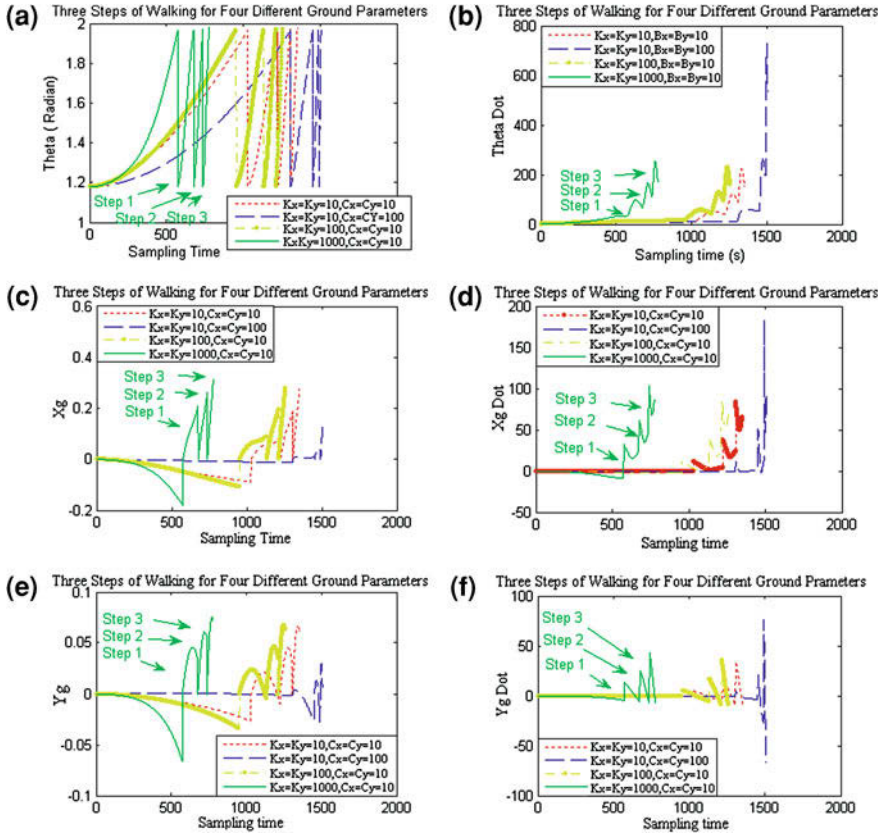 (a)
Three Steps of Walking for Four Different Ground Parameters
2
1.8
1.6
1.4
1.2
1
Theta ( Radian)
Step 1
Step 2
Step 3
0
500
Sampling Time
Kx=Ky=10,Cx=Cy=10
Kx=Ky=10,Cx=CY=100
Kx=Ky=100,Cx=Cy=10
KxKy=1000,Cx=Cy=10
(b)
Three Steps of Walking for Four Different Ground Parameters
800
600
400
200
0
Theta Dot
Kx=Ky=10,Bx=By=10
Kx=Ky=10,Bx=By=100
Kx=Ky=100,Bx=By=10
Kx=Ky=1000,Bx=By=10
Step 3
Step 2
Step 1
0
500
1000
1500
2000
Sampling time (s)
(c)
Three Steps of Walking for Four Different Ground Parameters
0.6
0.4
0.2
0
-0.2
Xg
Kx=Ky=10,Cx=Cy=10
Kx=Ky=10,Cx=Cy=100
Kx=Ky=100,Cx=Cy=10
Kx=Ky=1000,Cx=Cy=10
Step 3
Step 2
Step 1
0
500
1000
1500
2000
Sampling Time
(d)
Three Steps of Walking for Four Different Ground Parameters
200
150
100
50
0
-50
Xg Dot
Kx=Ky=10,Cx=Cy=10
Kx=Ky=10,Cx=Cy=100
Kx=Ky=100,Cx=Cy=10
Kx=Ky=1000,Cx=Cy=10
Step 3
Step 2
Step 1
0
500
1000
1500
2000
Sampling time
(e)
Three Steps of Walking for Four Different Ground Parameters
0.1
0.05
0
-0.05
-0.1
Yg
Step 3
Step 2
Step 1
Kx=Ky=10,Cx=Cy=10
Kx=Ky=10,Cx=Cy=100
Kx=Ky=100,Cx=Cy=10
Kx=Ky=1000,Cx=Cy=10
0
500
1000
1500
2000
Sampling time
(f)
Three Steps of Walking for Four Different Ground Prameters
100
50
0
-50
-100
Yg Dot
Step 3
Step 2
Step 1
Kx=Ky=10,Cx=Cy=10
Kx=Ky=10,Cx=Cy=100
Kx=Ky=100,Cx=Cy=10
Kx=Ky=1000,Cx=Cy=10
0
500
1000
1500
2000
Sampling time